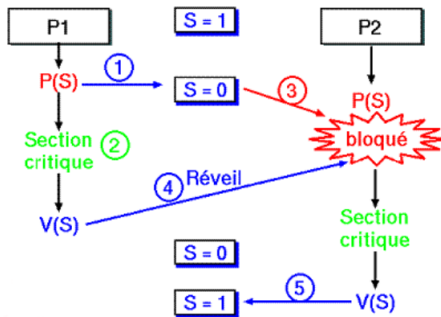 P1
S = 1
P2
P(S)
1
S = 0
3
P(S)
bloqué
Section
critique
2
4
Réveil
V(S)
Section
critique
S = 0
S = 1
5
V(S)